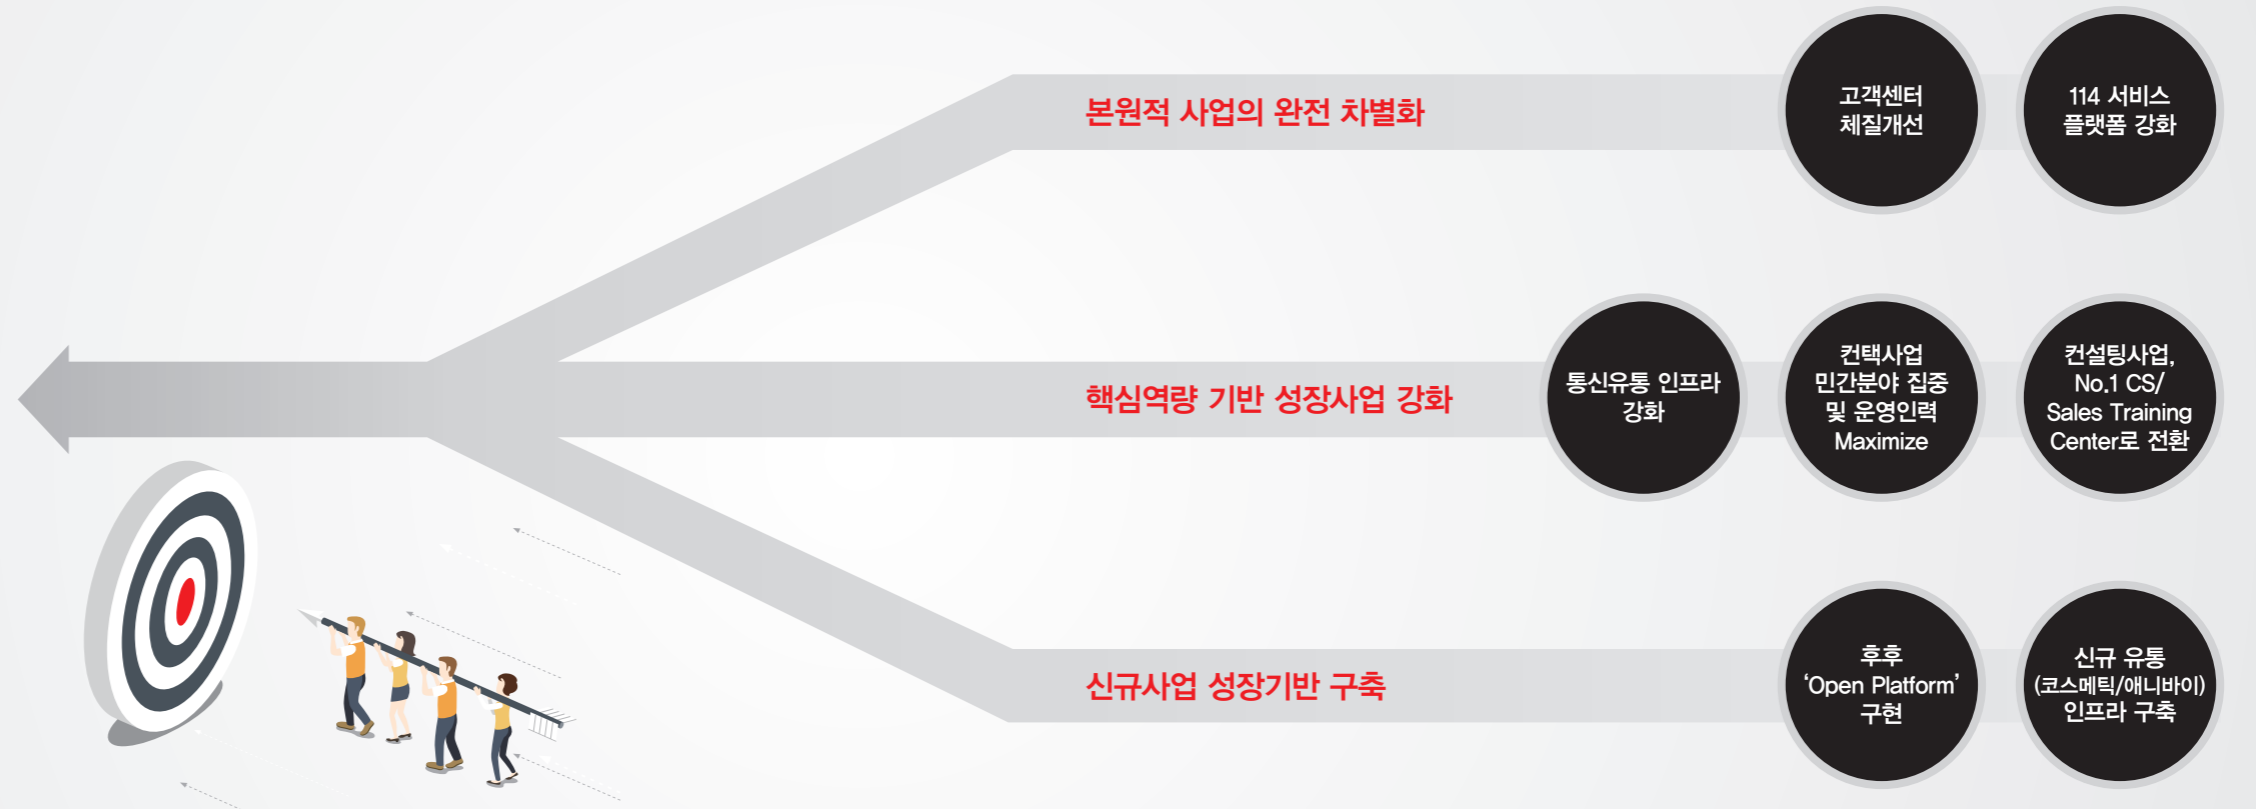 본원적 사업의 완전 차별화
고객센터
체질개선
114 서비스
플랫폼 강화
핵심역량 기반 성장사업 강화
통신유통 인프라
강화
컨택사업
민간분야 집중
및 운영인력
Maximize
컨설팅사업,
No.1 CS/
Sales Training
Center로 전환
신규사업 성장기반 구축
후후
‘Open Platform’
구현
신규 유통
(코스메틱/애니바이)
인프라 구축